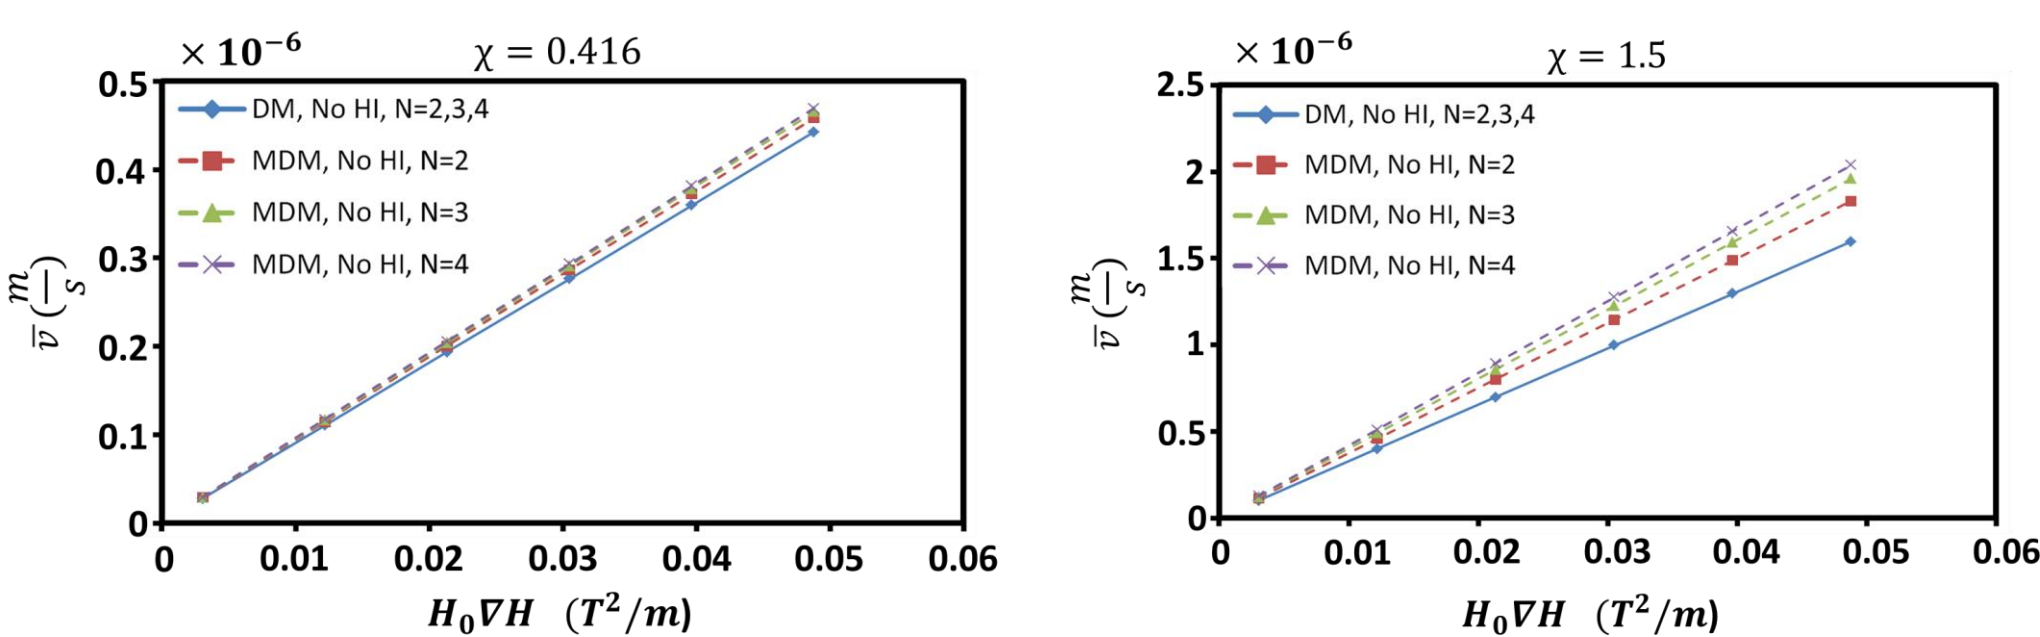 × 10⁻⁶ χ = 0.416
0.5
0.4
0.3
0.2
0.1
0
DM, No HI, N=2,3,4
MDM, No HI, N=2
MDM, No HI, N=3
MDM, No HI, N=4
v̅ (m/s)
0 0.01 0.02 0.03 0.04 0.05 0.06
H₀∇H (T²/m)
× 10⁻⁶ χ = 1.5
2.5
2
1.5
1
0.5
0
DM, No HI, N=2,3,4
MDM, No HI, N=2
MDM, No HI, N=3
MDM, No HI, N=4
v̅ (m/s)
0 0.01 0.02 0.03 0.04 0.05 0.06
H₀∇H (T²/m)